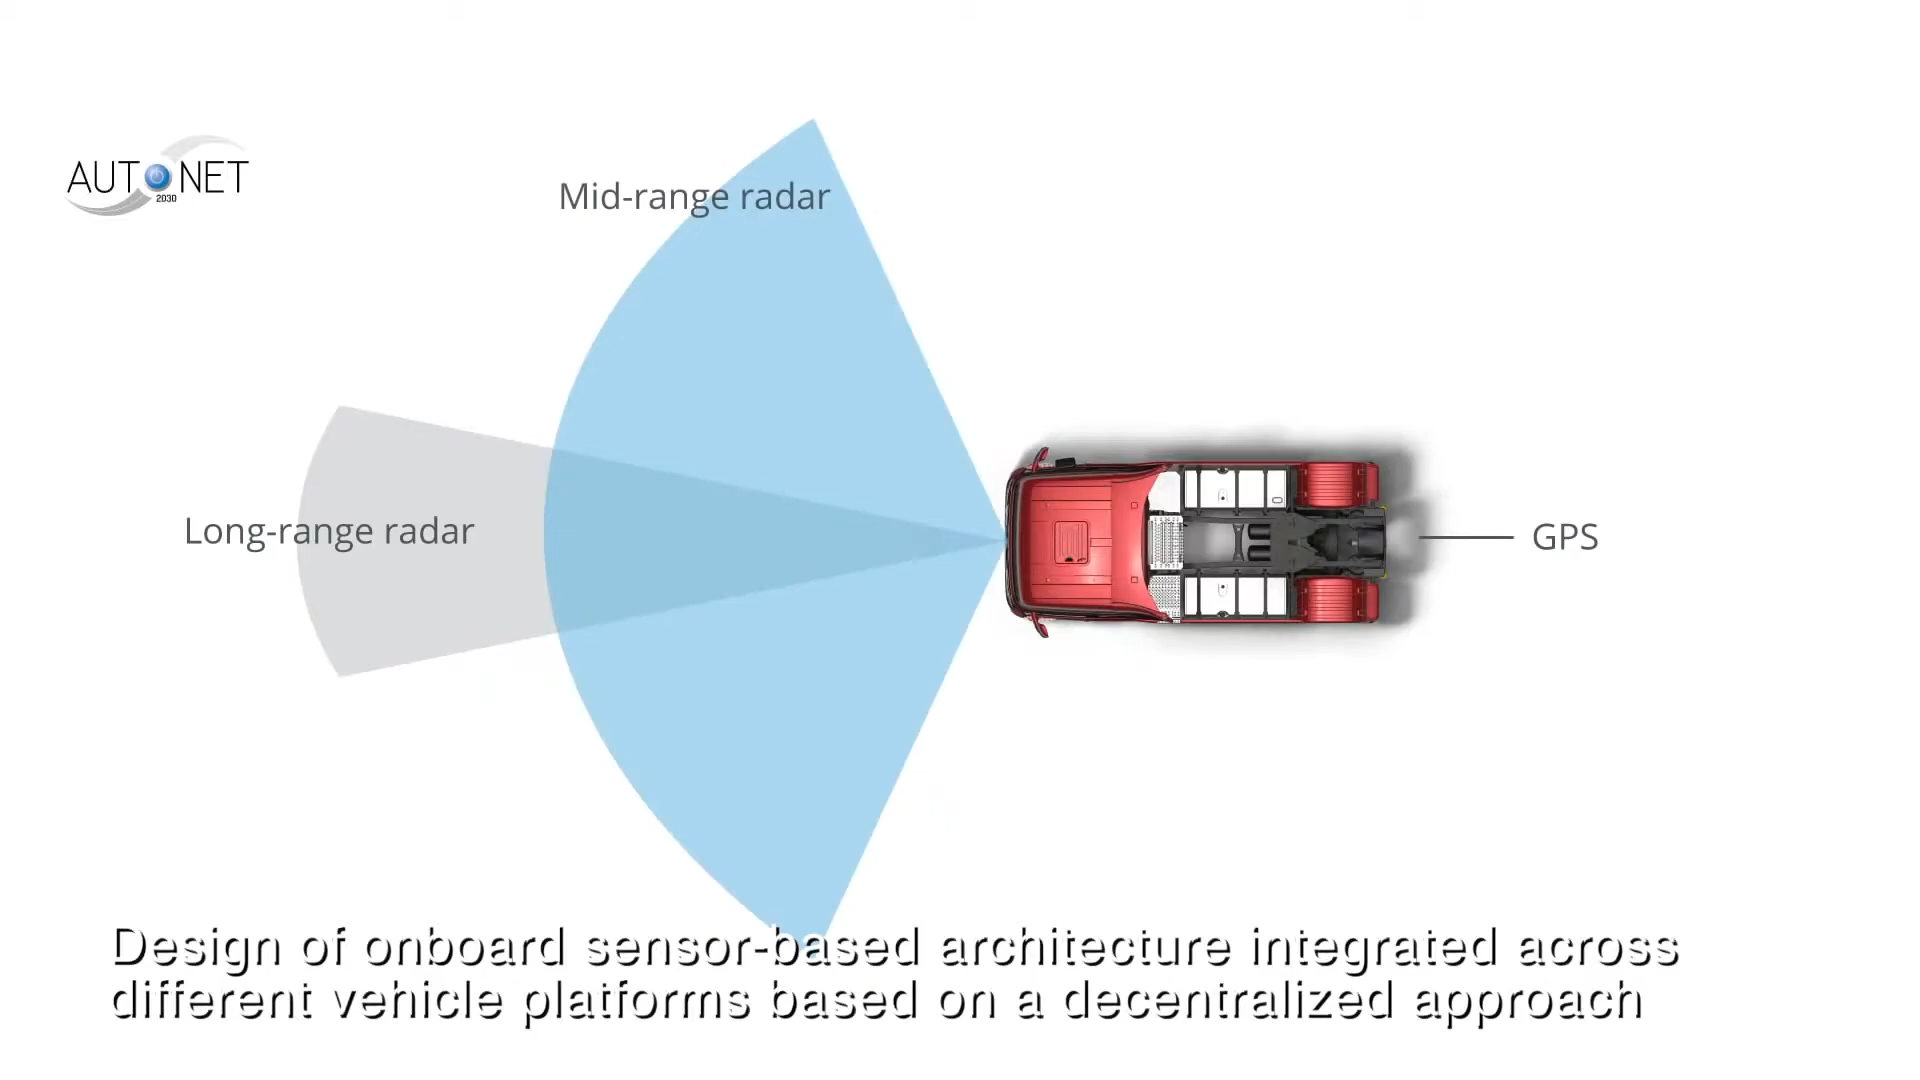 AUTONET
2030
Mid-range radar
Long-range radar
GPS
Design of onboard sensor-based architecture integrated across
different vehicle platforms based on a decentralized approach